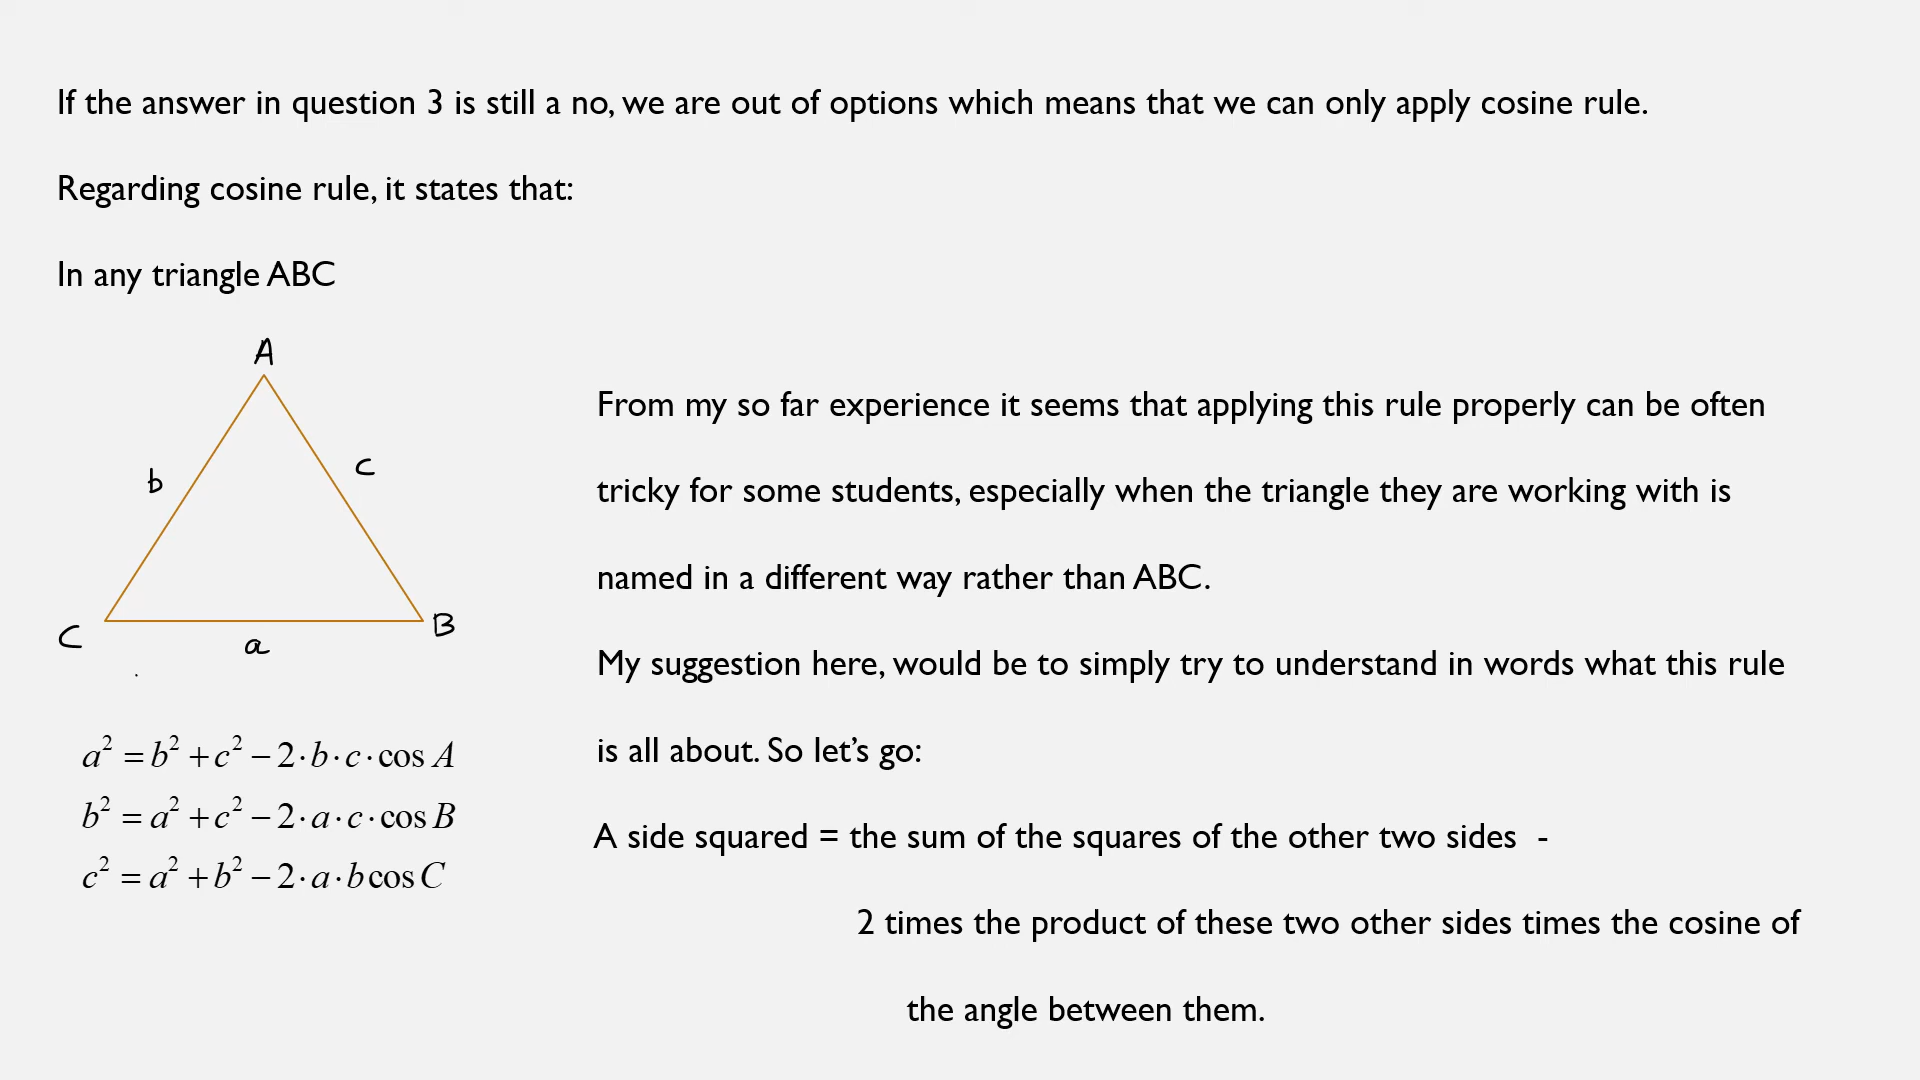 If the answer in question 3 is still a no, we are out of options which means that we can only apply cosine rule.
Regarding cosine rule, it states that:
In any triangle ABC
A
b
c
C
B
a
a² = b² + c² − 2·b·c·cos A
b² = a² + c² − 2·a·c·cos B
c² = a² + b² − 2·a·b cos C
From my so far experience it seems that applying this rule properly can be often
tricky for some students, especially when the triangle they are working with is
named in a different way rather than ABC.
My suggestion here, would be to simply try to understand in words what this rule
is all about. So let’s go:
A side squared = the sum of the squares of the other two sides -
2 times the product of these two other sides times the cosine of
the angle between them.